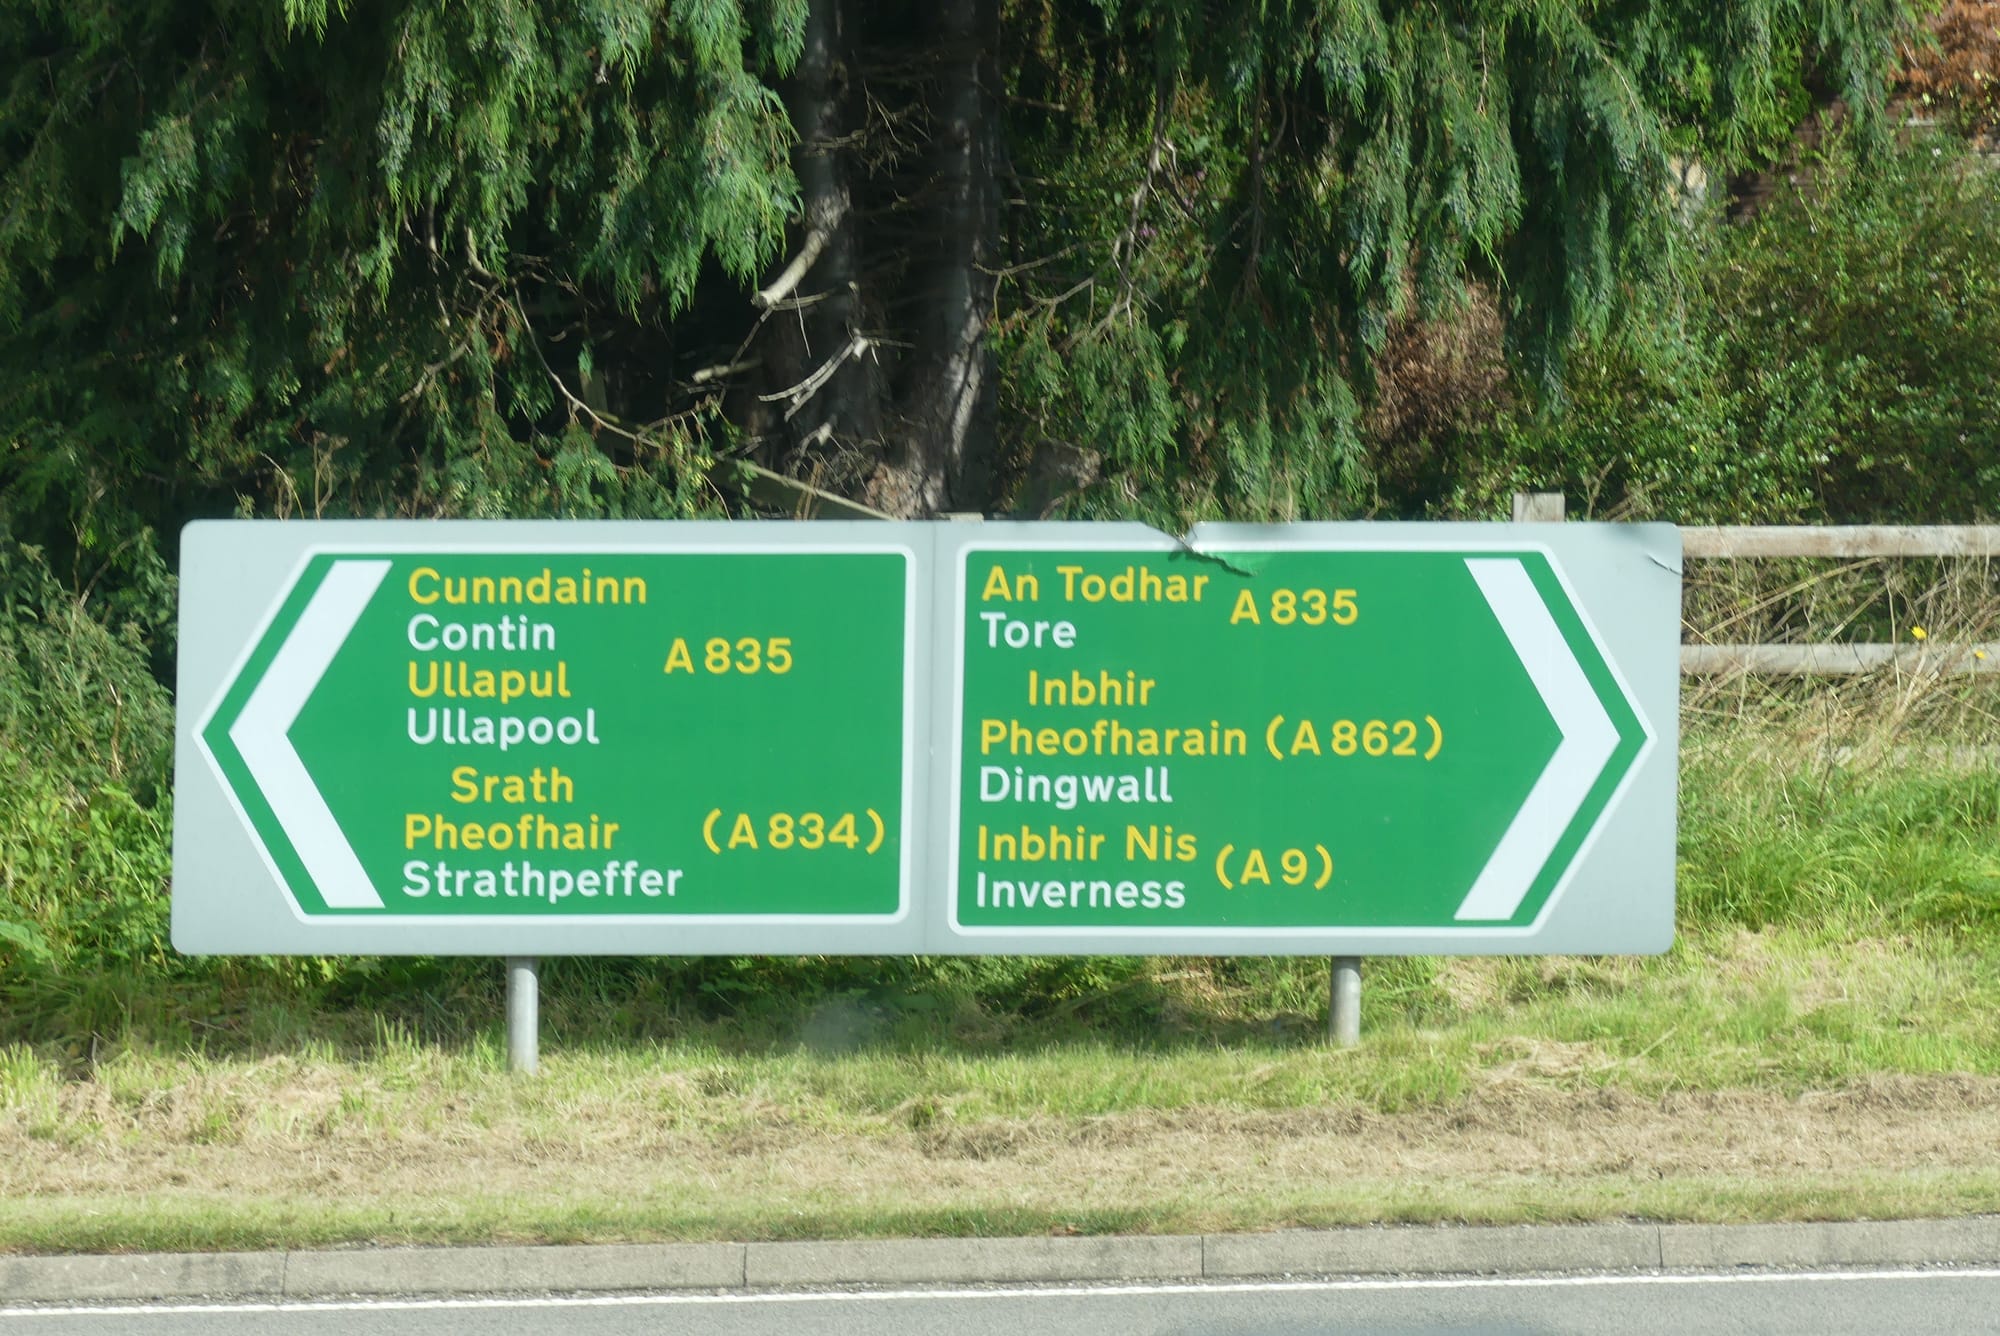 Cunndainn
Contin
A 835
Ullapul
Ullapool
Srath
Pheofhair (A 834)
Strathpeffer
An Todhar A 835
Tore
Inbhir
Pheofharain (A 862)
Dingwall
Inbhir Nis (A 9)
Inverness